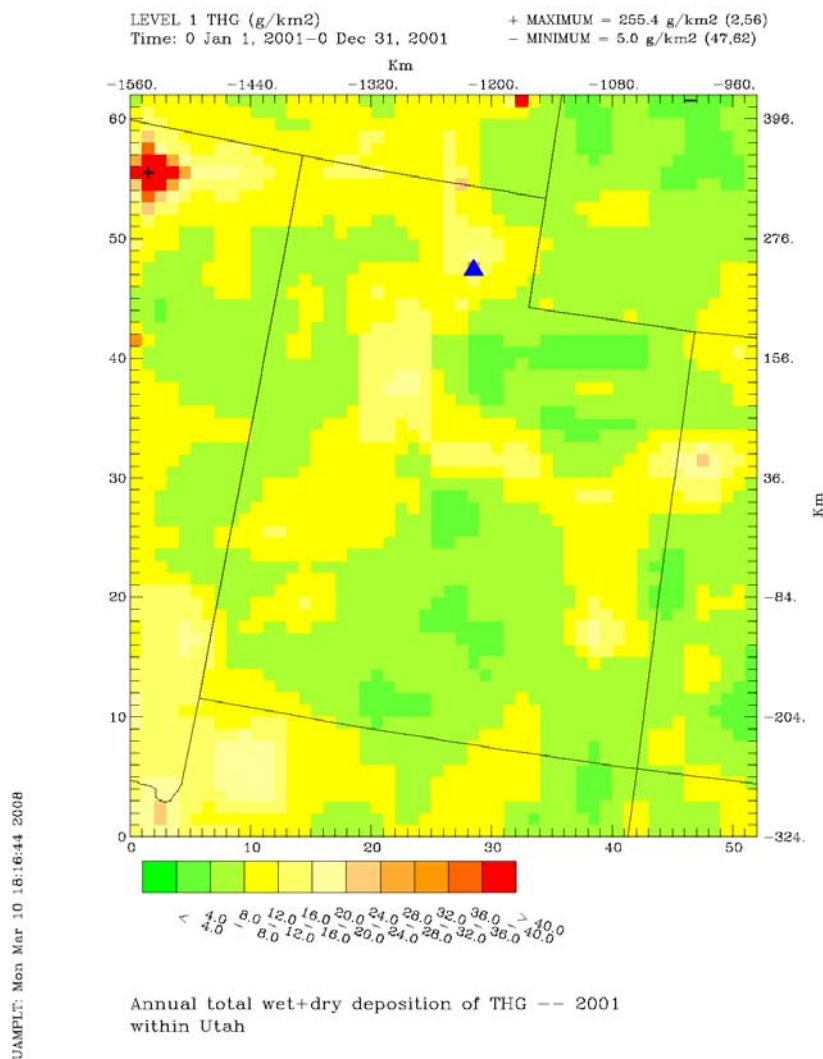 LEVEL 1 THG (g/km2)
Time: 0 Jan 1, 2001-0 Dec 31, 2001
+ MAXIMUM = 255.4 g/km2 (2,56)
- MINIMUM = 5.0 g/km2 (47,62)
Km
-1560. -1440. -1320. -1200. -1080. -960.
60 396.
50 276.
40 156.
30 36.
Km
20 -84.
10 -204.
0 -324.
0 10 20 30 40 50
< 4.0
4.0 - 8.0
8.0 - 12.0
12.0 - 16.0
16.0 - 20.0
20.0 - 24.0
24.0 - 28.0
28.0 - 32.0
32.0 - 36.0
36.0 - 40.0
> 40.0
Annual total wet+dry deposition of THG -- 2001
within Utah
UAMPLT: Mon Mar 10 18:16:44 2008